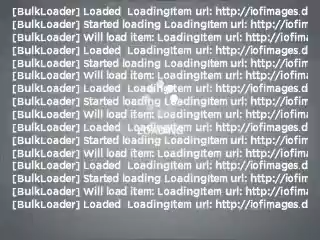 [BulkLoader] Loaded  LoadingItem url: http://iofimages.d
[BulkLoader] Started loading LoadingItem url: http://iofim
[BulkLoader] Will load item: LoadingItem url: http://iofima
[BulkLoader] Loaded  LoadingItem url: http://iofimages.d
[BulkLoader] Started loading LoadingItem url: http://iofim
[BulkLoader] Will load item: LoadingItem url: http://iofima
[BulkLoader] Loaded  LoadingItem url: http://iofimages.d
[BulkLoader] Started loading LoadingItem url: http://iofim
[BulkLoader] Will load item: LoadingItem url: http://iofima
[BulkLoader] Loaded  LoadingItem url: http://iofimages.d
LOADING
[BulkLoader] Started loading LoadingItem url: http://iofim
[BulkLoader] Will load item: LoadingItem url: http://iofima
[BulkLoader] Loaded  LoadingItem url: http://iofimages.d
[BulkLoader] Started loading LoadingItem url: http://iofim
[BulkLoader] Will load item: LoadingItem url: http://iofima
[BulkLoader] Loaded  LoadingItem url: http://iofimages.d